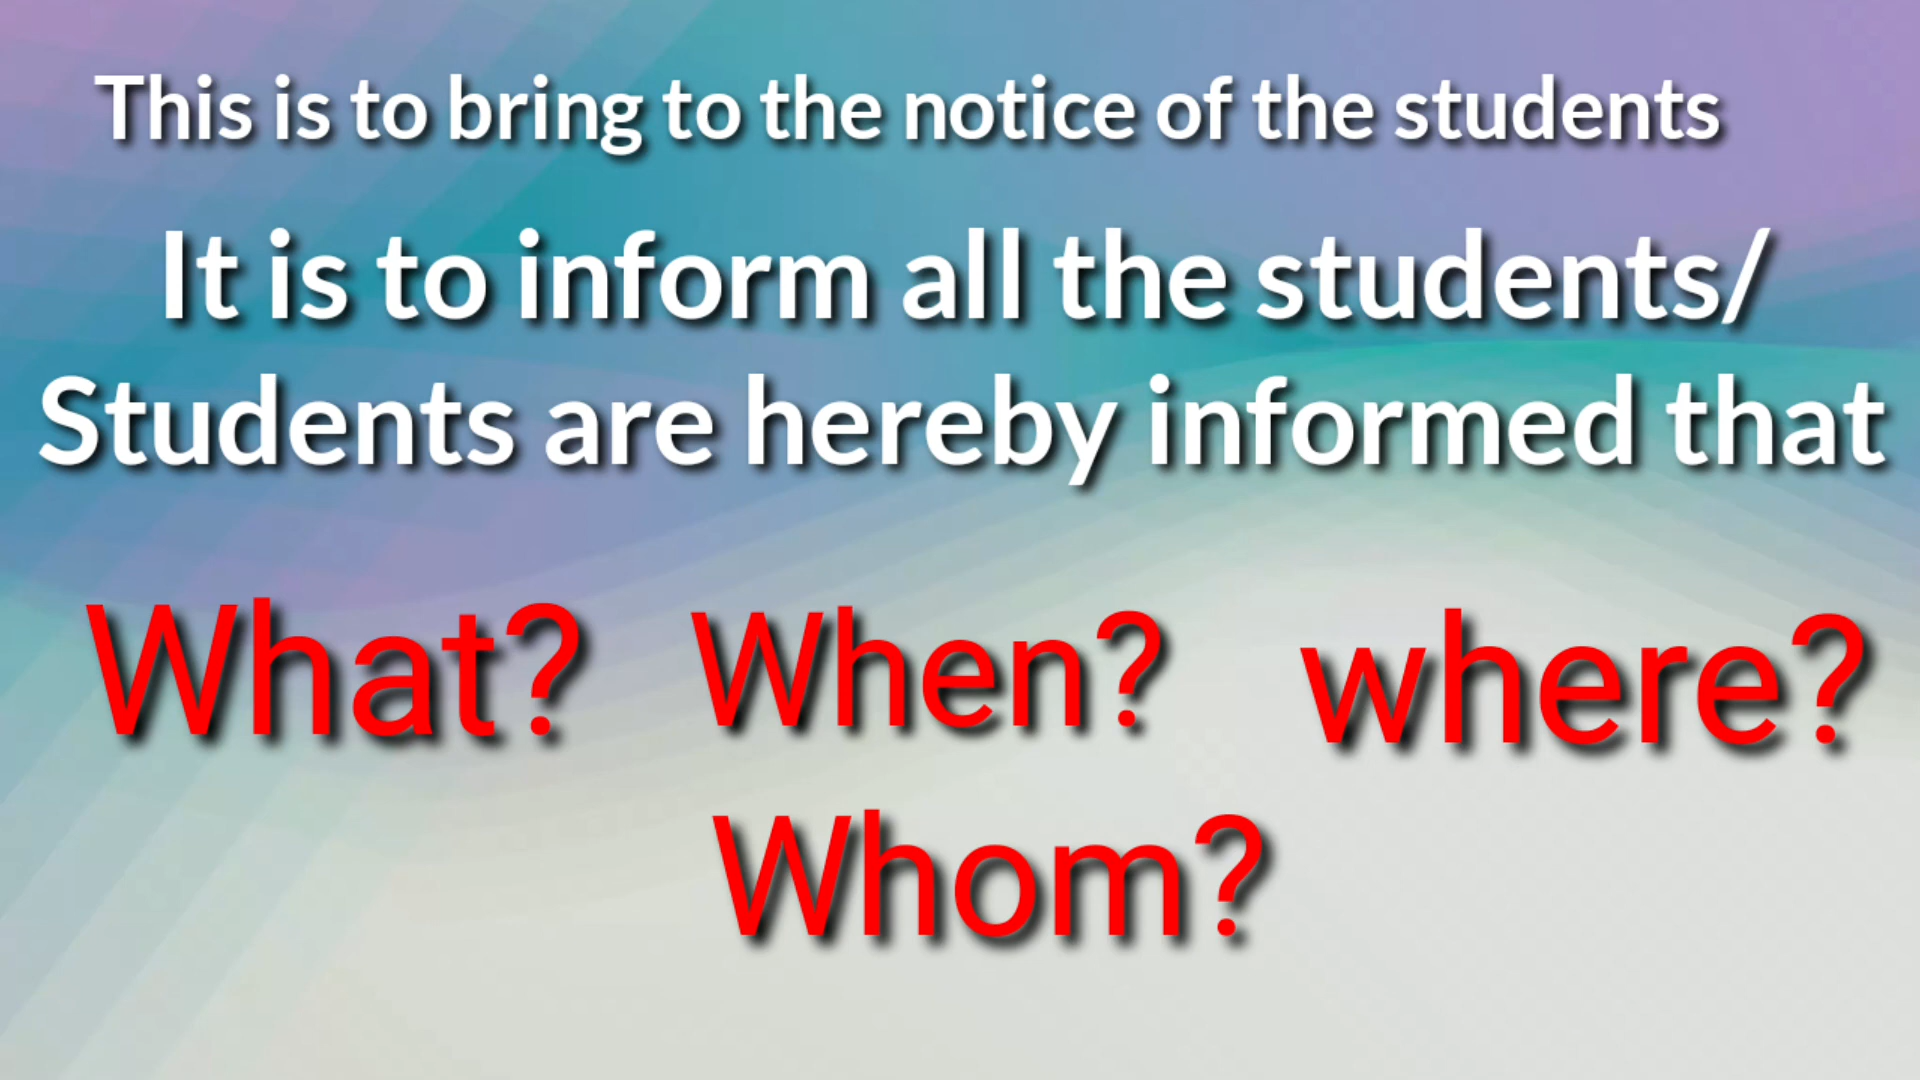 This is to bring to the notice of the students
It is to inform all the students/
Students are hereby informed that
What? When? where?
Whom?